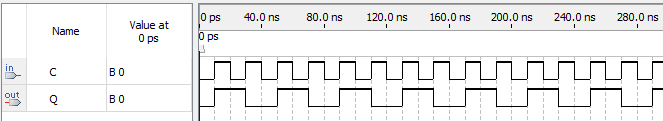 Name
Value at
0 ps
0 ps 40.0 ns 80.0 ns 120.0 ns 160.0 ns 200.0 ns 240.0 ns 280.0 ns
0 ps
in C B 0
out Q B 0